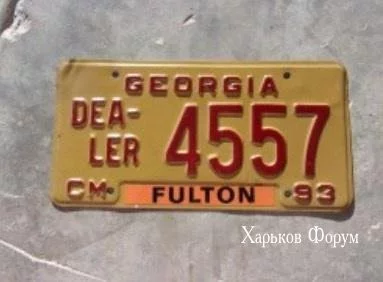 GEORGIA
DEA-
LER 4557
CM FULTON 93
Харьков Форум